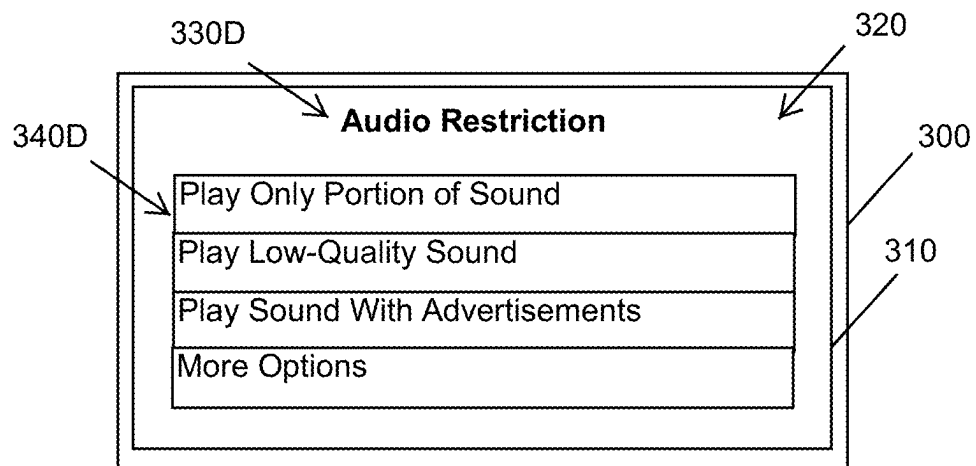 330D
320
Audio Restriction
340D
300
Play Only Portion of Sound
Play Low-Quality Sound
310
Play Sound With Advertisements
More Options